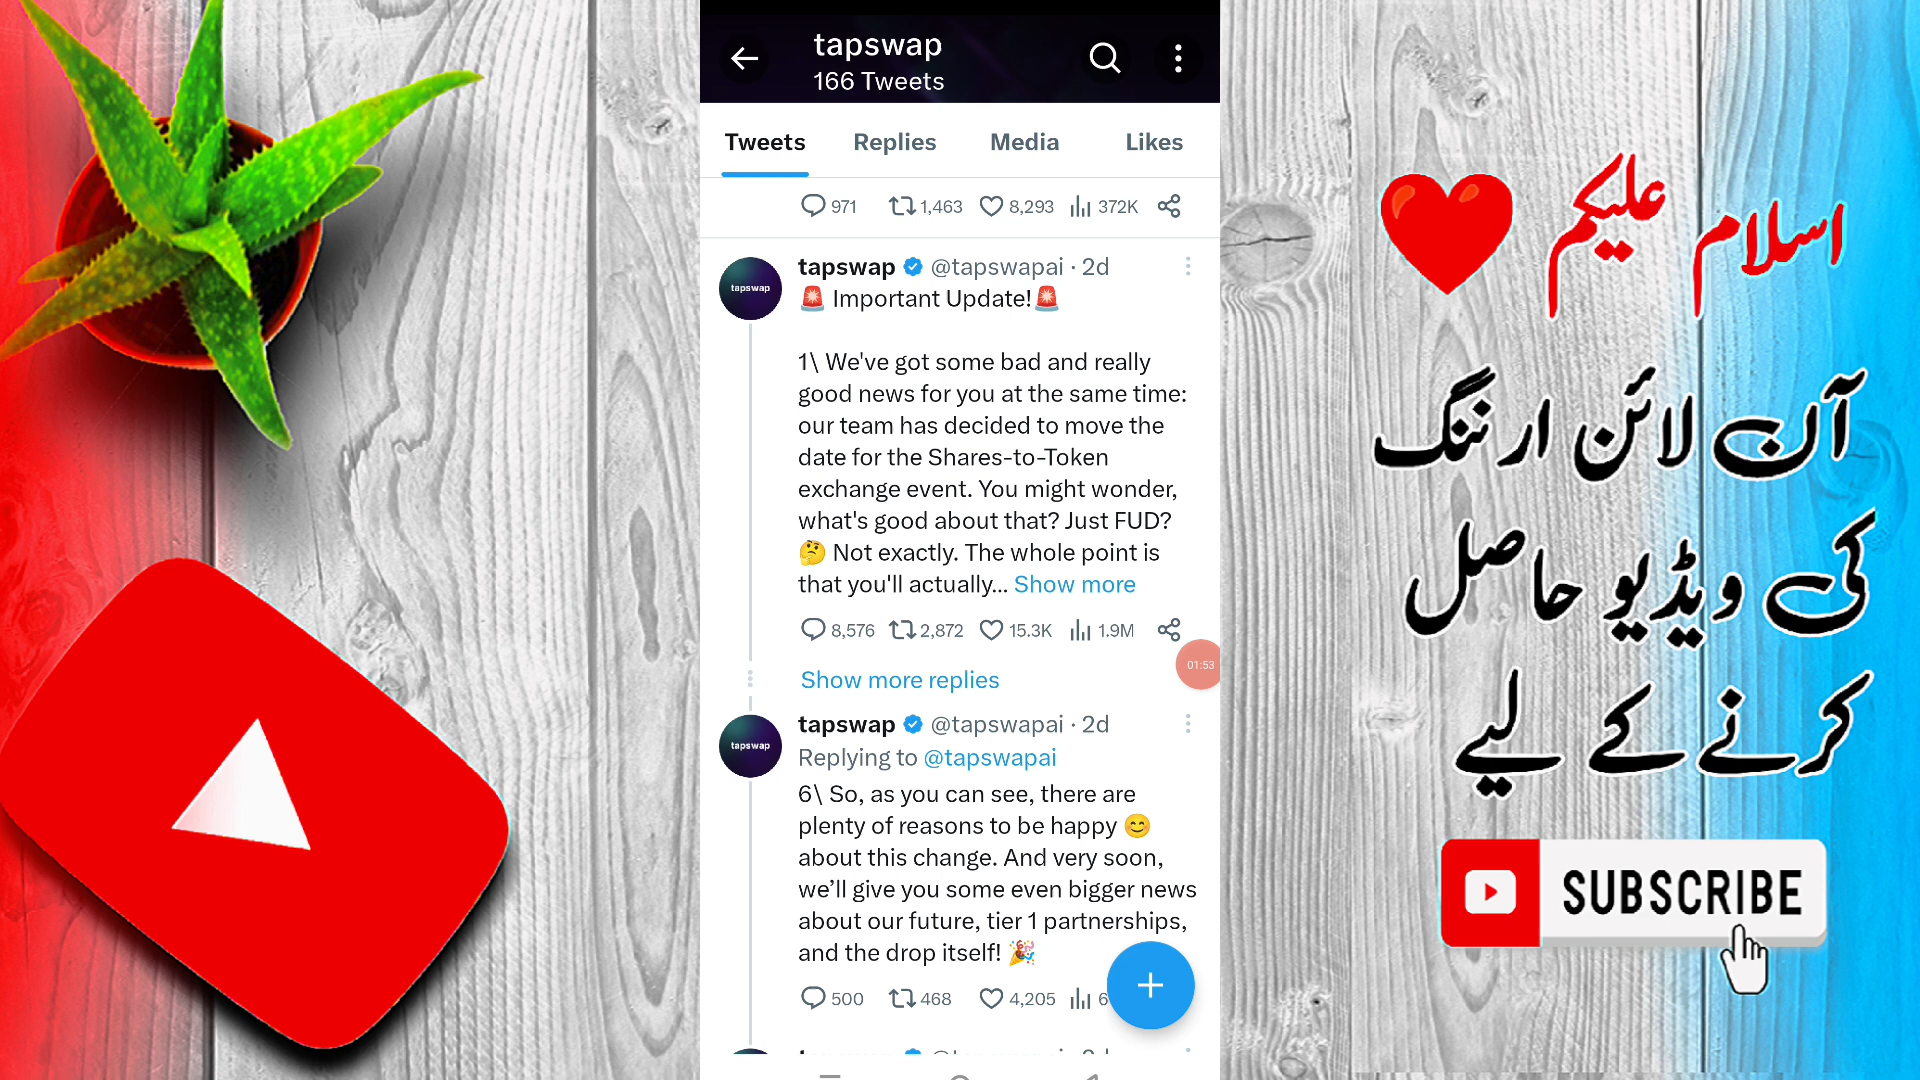 tapswap
166 Tweets
Tweets Replies Media Likes
971 1,463 8,293 372K
tapswap @tapswapai · 2d
🚨 Important Update!🚨
1\ We've got some bad and really
good news for you at the same time:
our team has decided to move the
date for the Shares-to-Token
exchange event. You might wonder,
what's good about that? Just FUD?
🤔 Not exactly. The whole point is
that you'll actually... Show more
8,576 2,872 15.3K 1.9M
01:53
Show more replies
tapswap @tapswapai · 2d
Replying to @tapswapai
6\ So, as you can see, there are
plenty of reasons to be happy 😊
about this change. And very soon,
we’ll give you some even bigger news
about our future, tier 1 partnerships,
and the drop itself! 🎉
500 468 4,205 6
tapswap
tapswap
اسلام علیکم
آن لائن ارننگ
کی ویڈیو حاصل
کرنے کے لیے
SUBSCRIBE